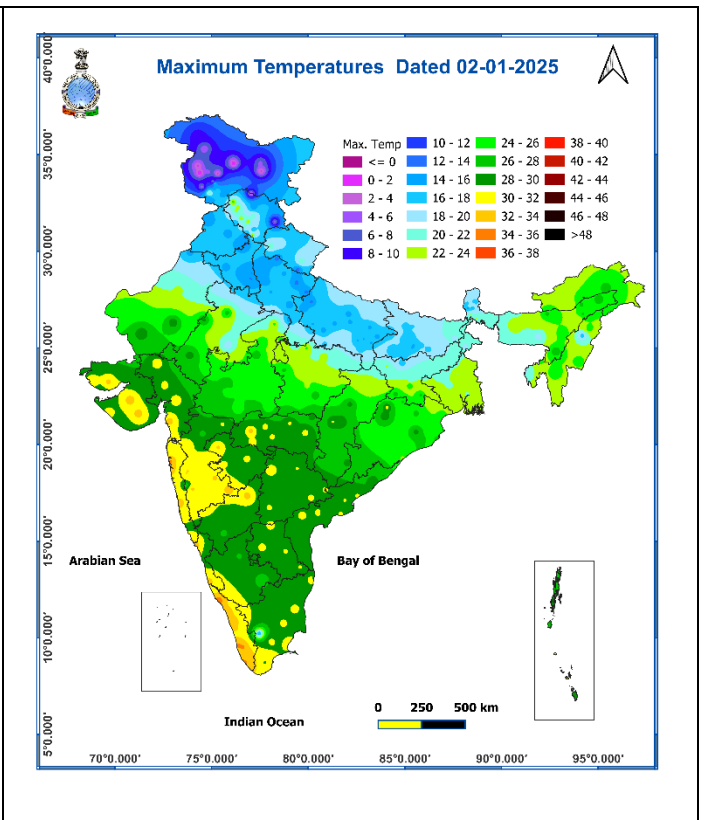 Maximum Temperatures Dated 02-01-2025
Max. Temp
<= 0
0 - 2
2 - 4
4 - 6
6 - 8
8 - 10
10 - 12
12 - 14
14 - 16
16 - 18
18 - 20
20 - 22
22 - 24
24 - 26
26 - 28
28 - 30
30 - 32
32 - 34
34 - 36
36 - 38
38 - 40
40 - 42
42 - 44
44 - 46
46 - 48
>48
Arabian Sea
Bay of Bengal
Indian Ocean
0 250 500 km
40°0.000'
35°0.000'
30°0.000'
25°0.000'
20°0.000'
15°0.000'
10°0.000'
5°0.000'
70°0.000' 75°0.000' 80°0.000' 85°0.000' 90°0.000' 95°0.000'